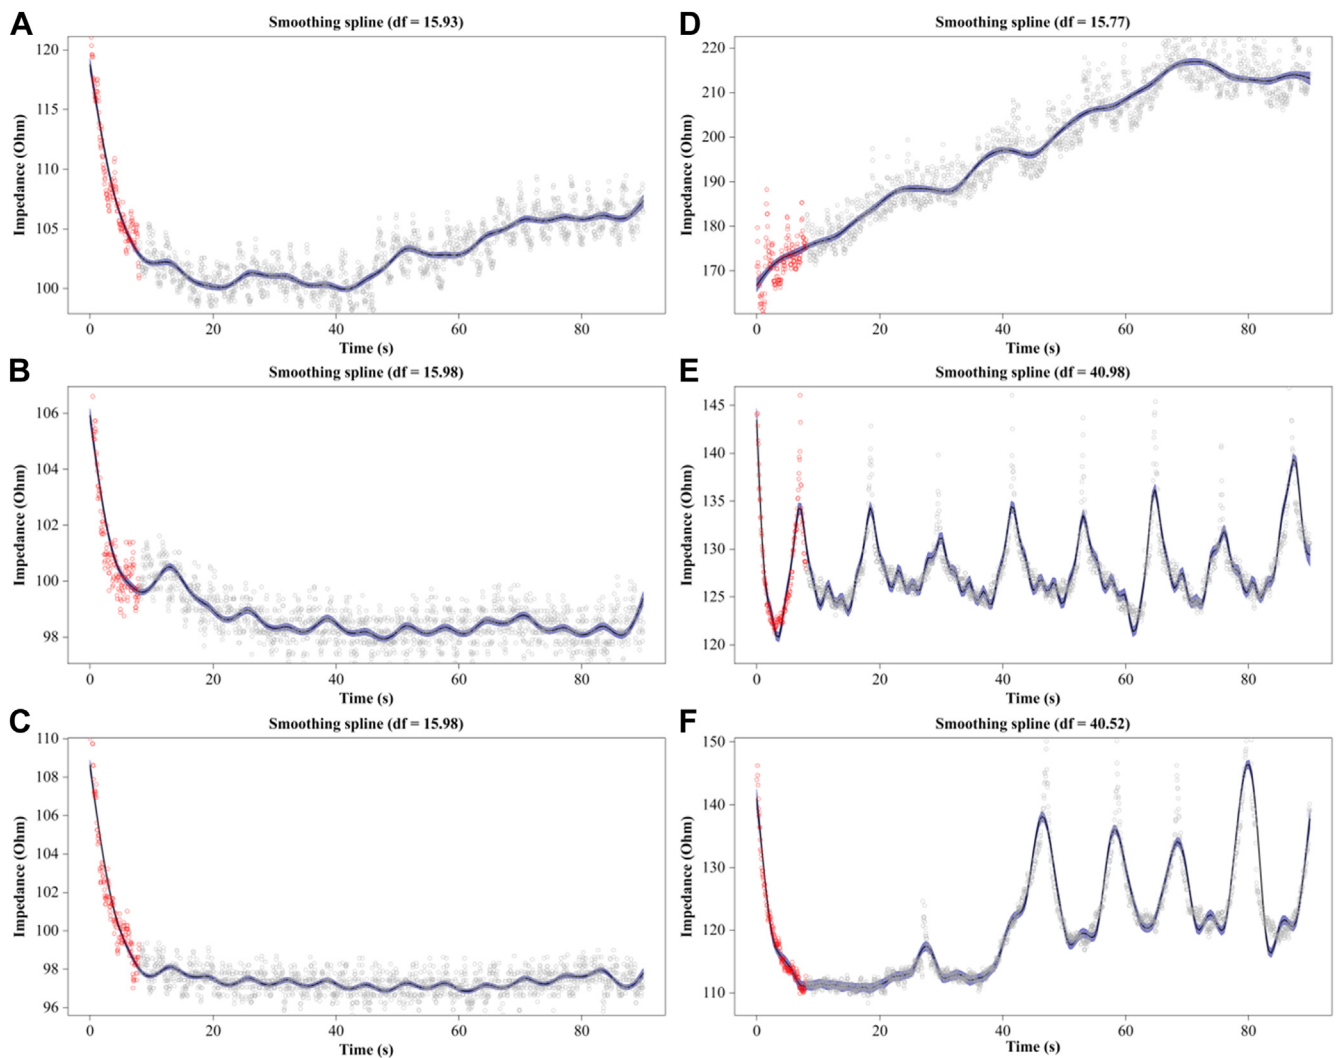 A
Smoothing spline (df = 15.93)
Impedance (Ohm)
120
115
110
105
100
0 20 40 60 80
Time (s)
B
Smoothing spline (df = 15.98)
Impedance (Ohm)
106
104
102
100
98
0 20 40 60 80
Time (s)
C
Smoothing spline (df = 15.98)
Impedance (Ohm)
110
108
106
104
102
100
98
96
0 20 40 60 80
Time (s)
D
Smoothing spline (df = 15.77)
Impedance (Ohm)
220
210
200
190
180
170
0 20 40 60 80
Time (s)
E
Smoothing spline (df = 40.98)
Impedance (Ohm)
145
140
135
130
125
120
0 20 40 60 80
Time (s)
F
Smoothing spline (df = 40.52)
Impedance (Ohm)
150
140
130
120
110
0 20 40 60 80
Time (s)